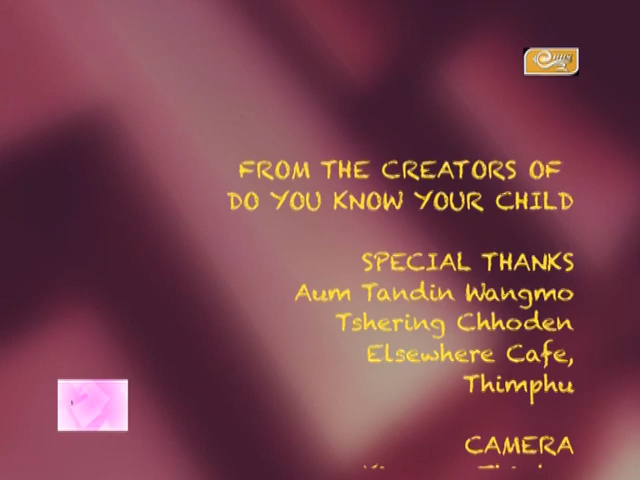 FROM THE CREATORS OF
DO YOU KNOW YOUR CHILD
SPECIAL THANKS
Aum Tandin Wangmo
Tshering Chhoden
Elsewhere Cafe,
Thimphu
CAMERA